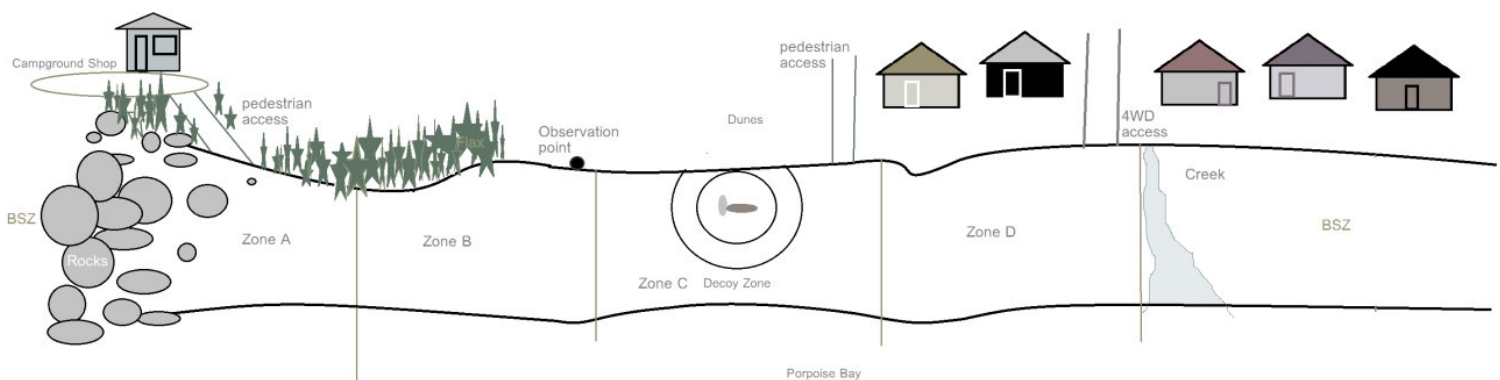 Campground Shop
pedestrian
access
pedestrian
access
Flax
Observation
point
Dunes
4WD
access
Creek
BSZ
Rocks
Zone A
Zone B
Zone C
Decoy Zone
Zone D
BSZ
Porpoise Bay